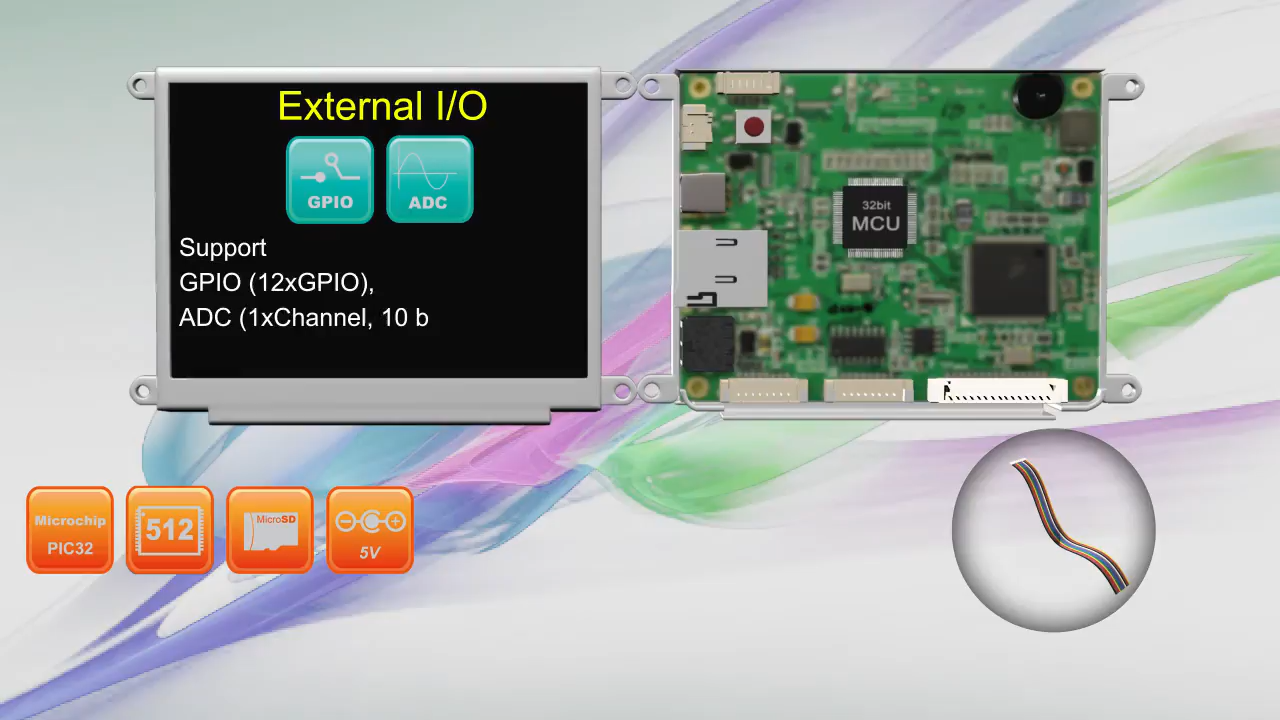 External I/O
GPIO
ADC
Support
GPIO (12xGPIO),
ADC (1xChannel, 10 b
32bit
MCU
Microchip
PIC32
512
MicroSD
5V